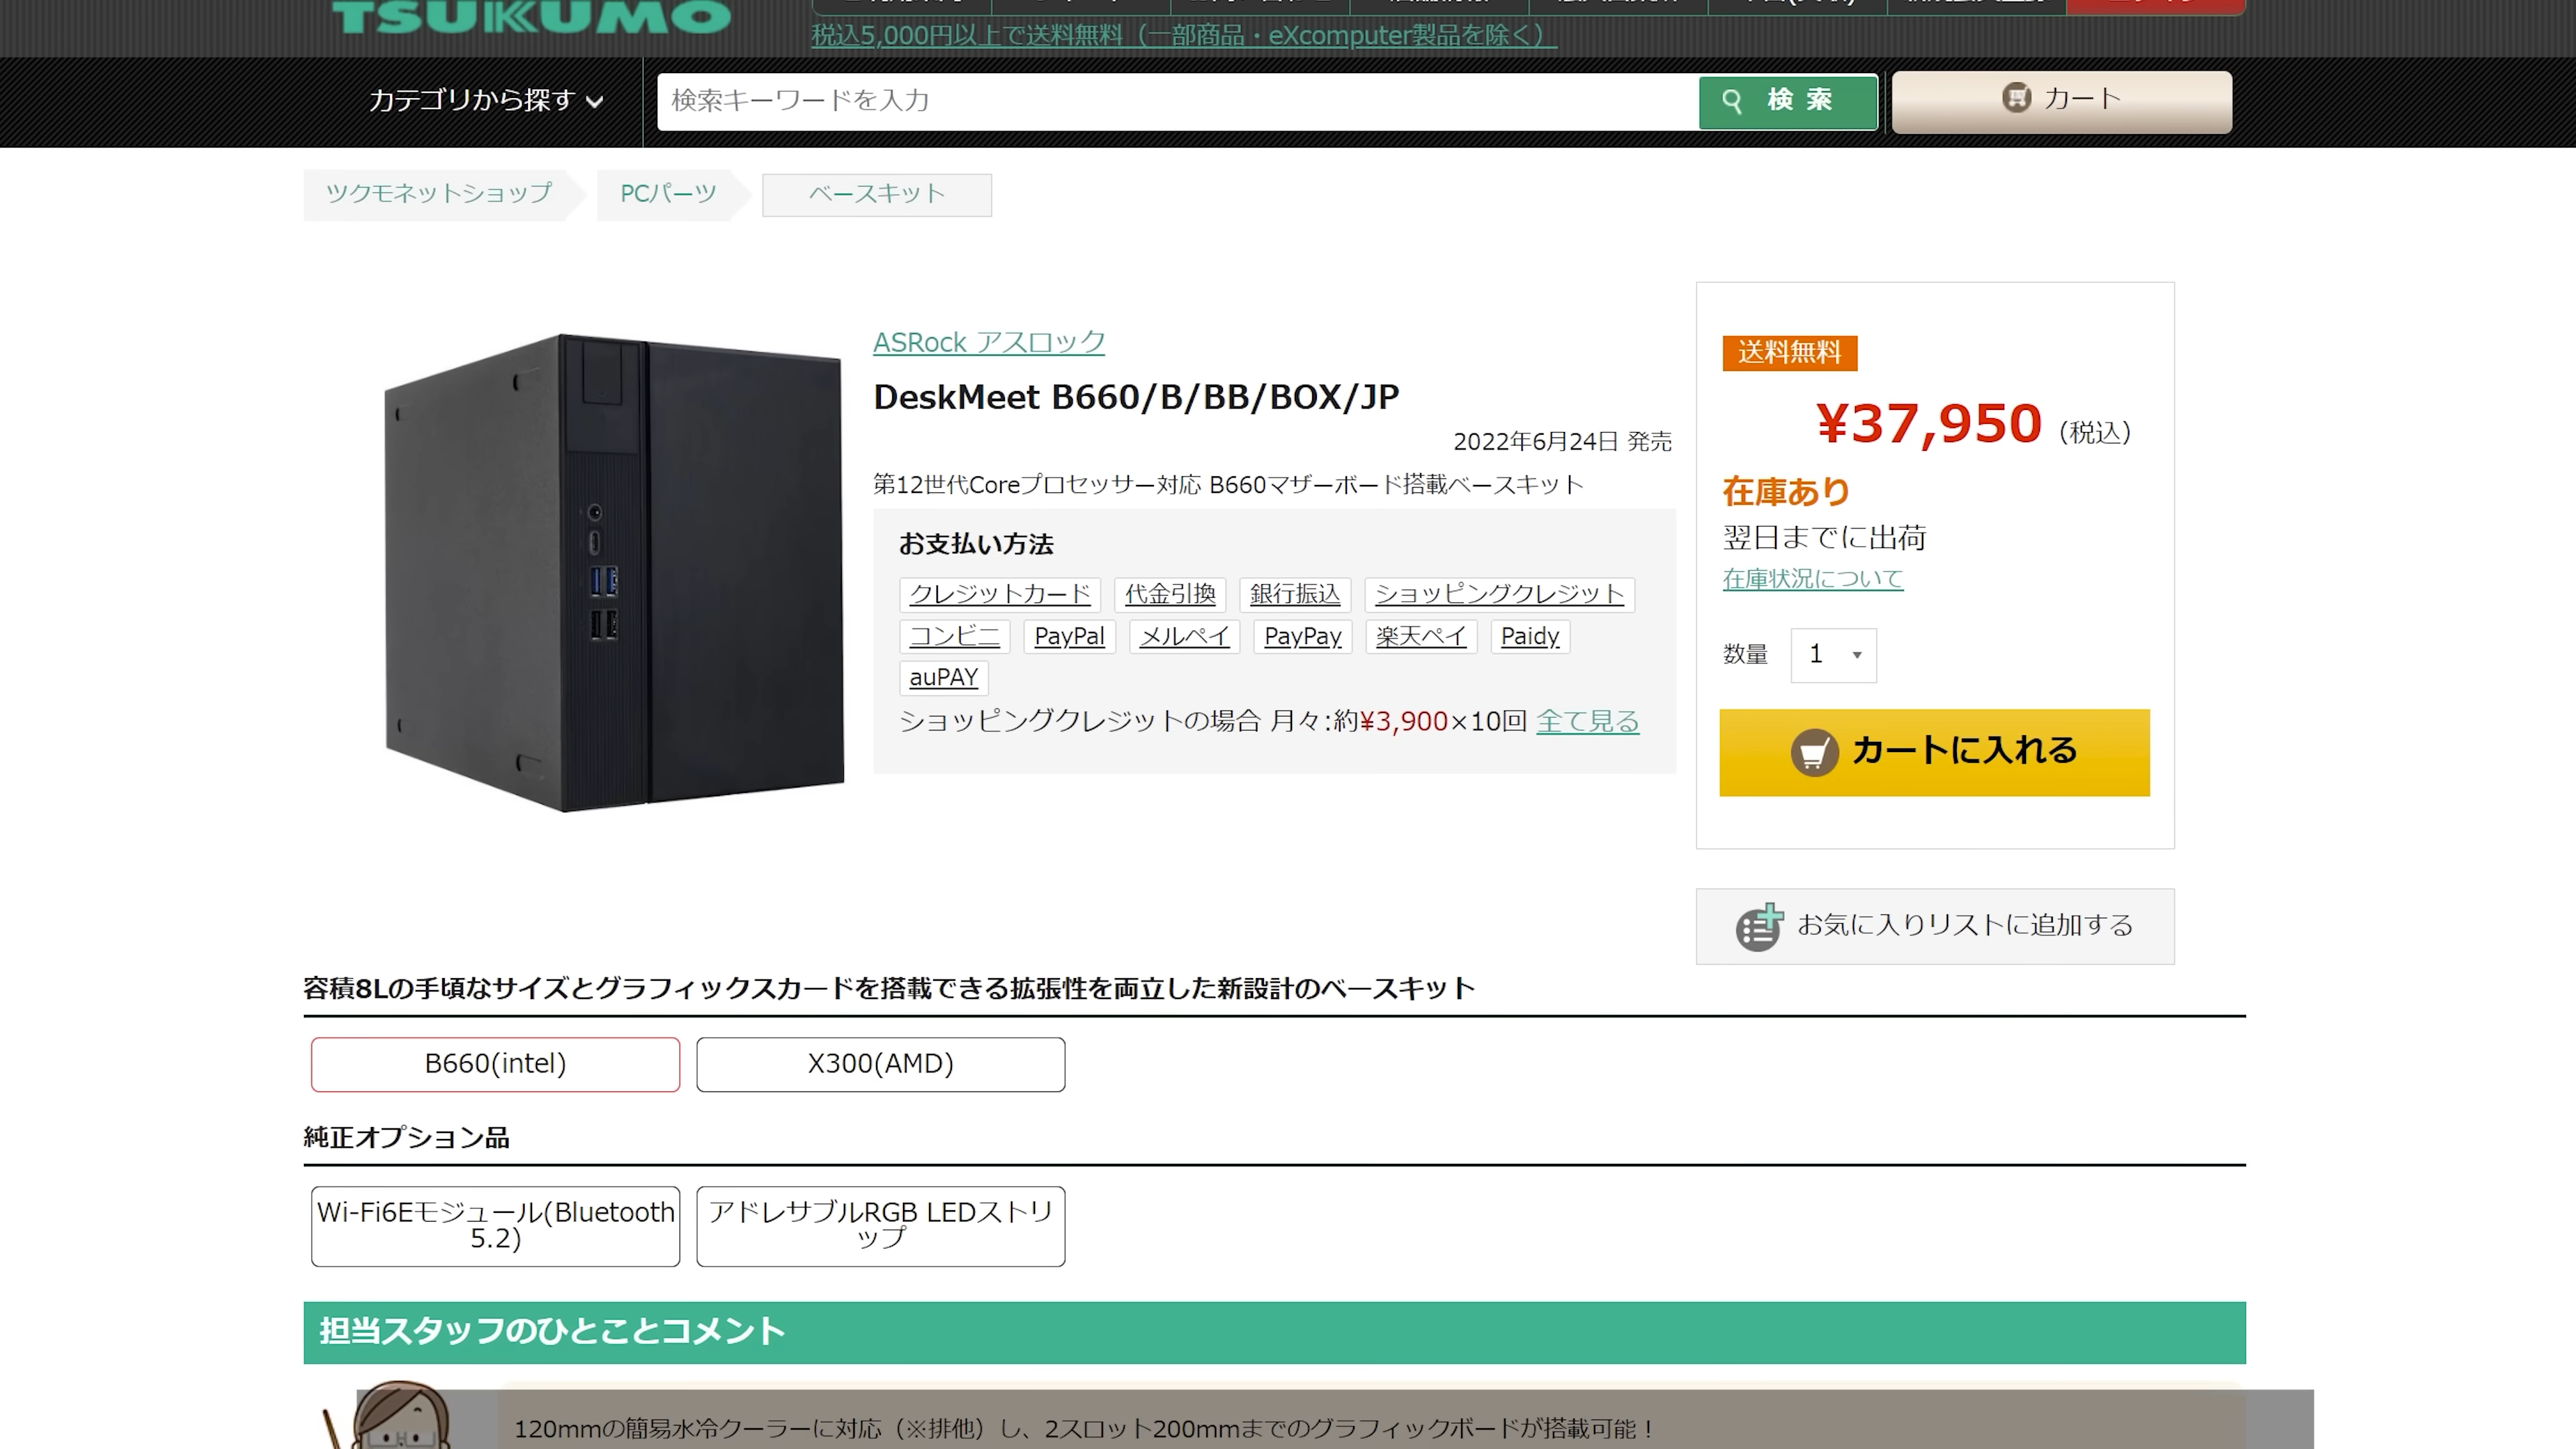 TSUKUMO
税込5,000円以上で送料無料（一部商品・eXcomputer製品を除く）
カテゴリから探す
検索キーワードを入力
検索
カート
ツクモネットショップ
PCパーツ
ベースキット
ASRock アスロック
DeskMeet B660/B/BB/BOX/JP
2022年6月24日 発売
第12世代Coreプロセッサー対応 B660マザーボード搭載ベースキット
お支払い方法
クレジットカード 代金引換 銀行振込 ショッピングクレジット
コンビニ PayPal メルペイ PayPay 楽天ペイ Paidy
auPAY
ショッピングクレジットの場合 月々:約¥3,900×10回 全て見る
送料無料
¥37,950 (税込)
在庫あり
翌日までに出荷
在庫状況について
数量 1
カートに入れる
お気に入りリストに追加する
容積8Lの手頃なサイズとグラフィックスカードを搭載できる拡張性を両立した新設計のベースキット
B660(intel) X300(AMD)
純正オプション品
Wi-Fi6Eモジュール(Bluetooth
5.2)
アドレサブルRGB LEDストリ
ップ
担当スタッフのひとことコメント
120mmの簡易水冷クーラーに対応（※排他）し、2スロット200mmまでのグラフィックボードが搭載可能！